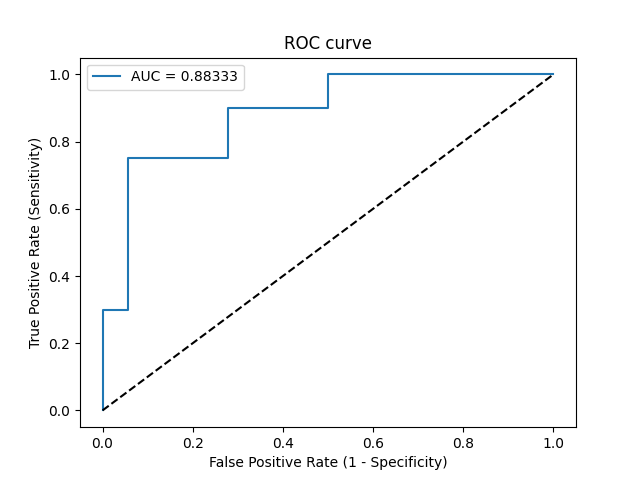 ROC curve
AUC = 0.88333
True Positive Rate (Sensitivity)
1.0
0.8
0.6
0.4
0.2
0.0
0.0 0.2 0.4 0.6 0.8 1.0
False Positive Rate (1 - Specificity)